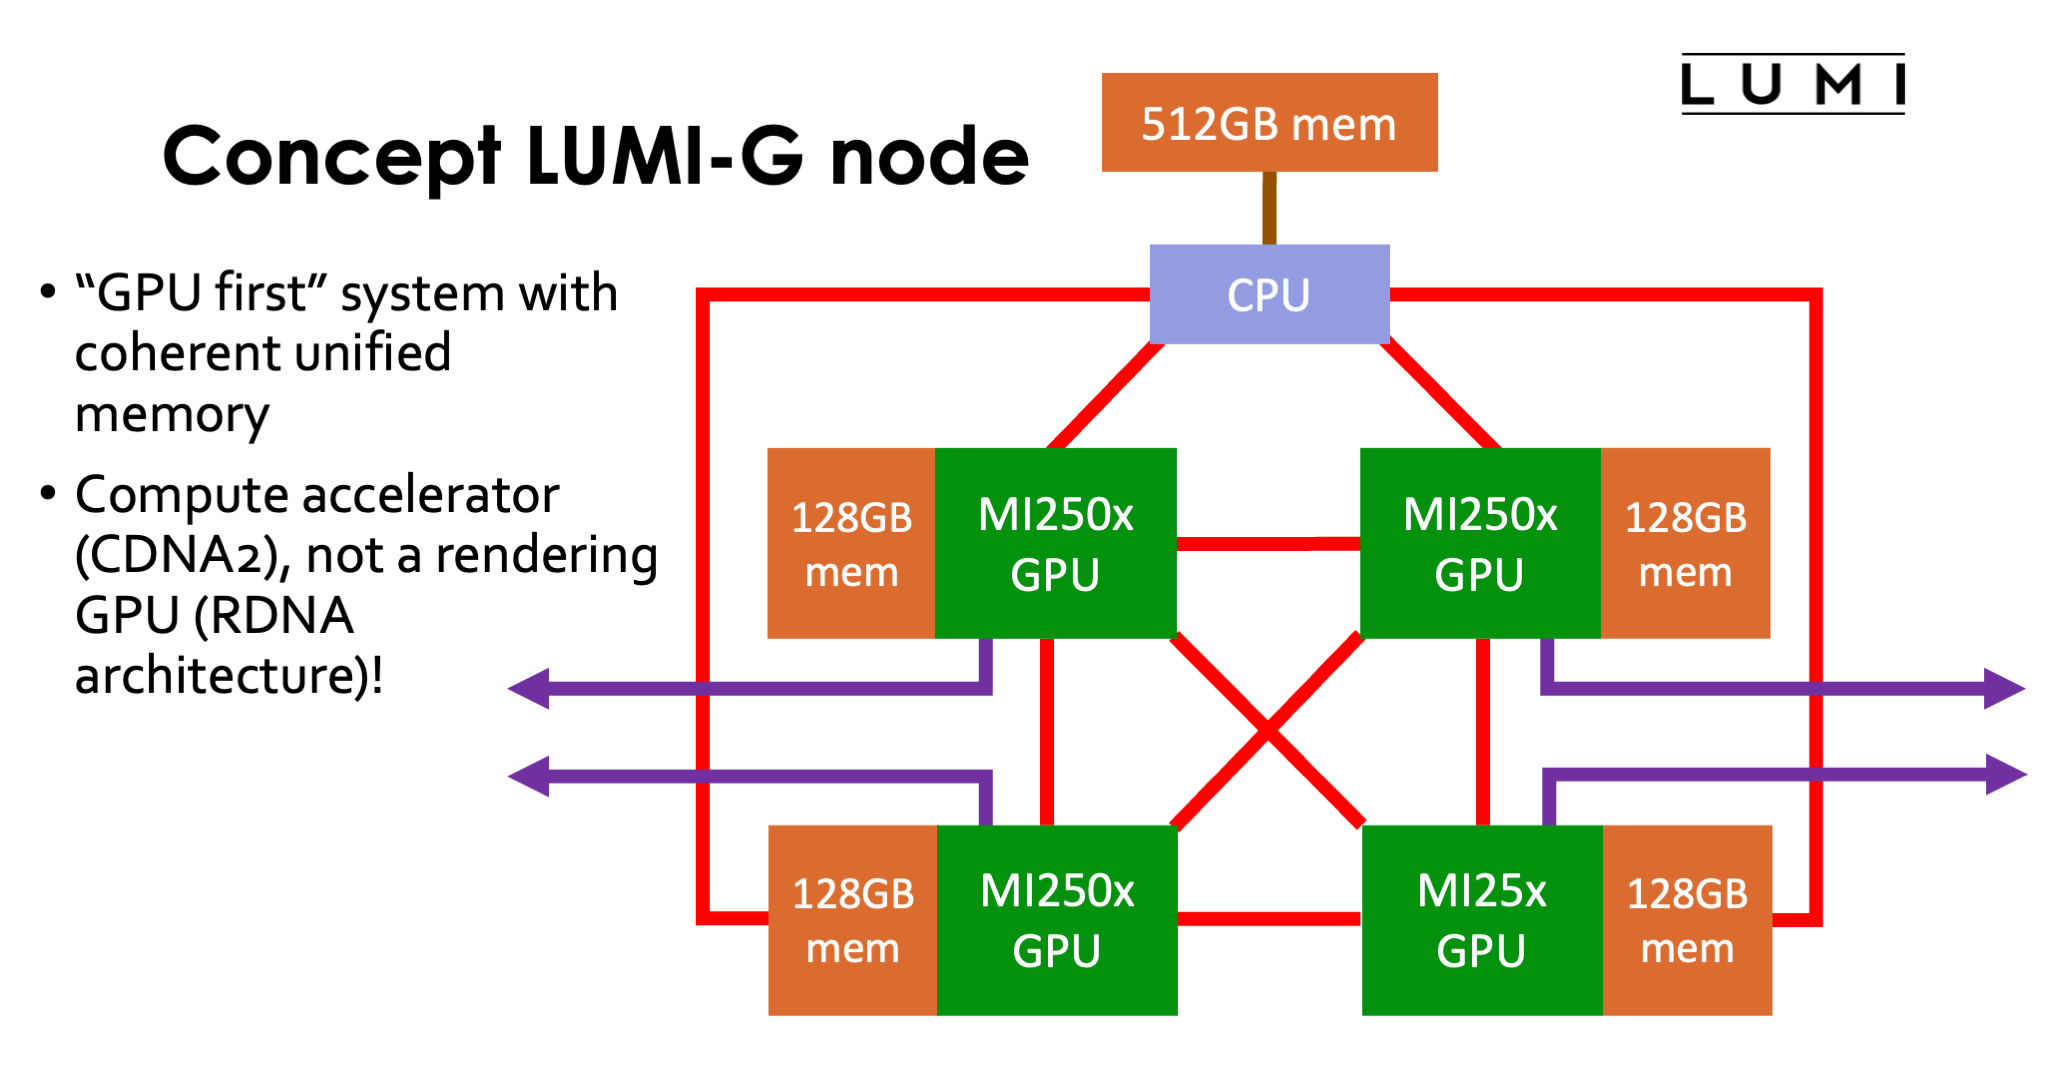 LUMI
512GB mem
Concept LUMI-G node
• “GPU first” system with
coherent unified
memory
• Compute accelerator
(CDNA2), not a rendering
GPU (RDNA
architecture)!
CPU
128GB
mem
MI250x
GPU
MI250x
GPU
128GB
mem
128GB
mem
MI250x
GPU
MI25x
GPU
128GB
mem